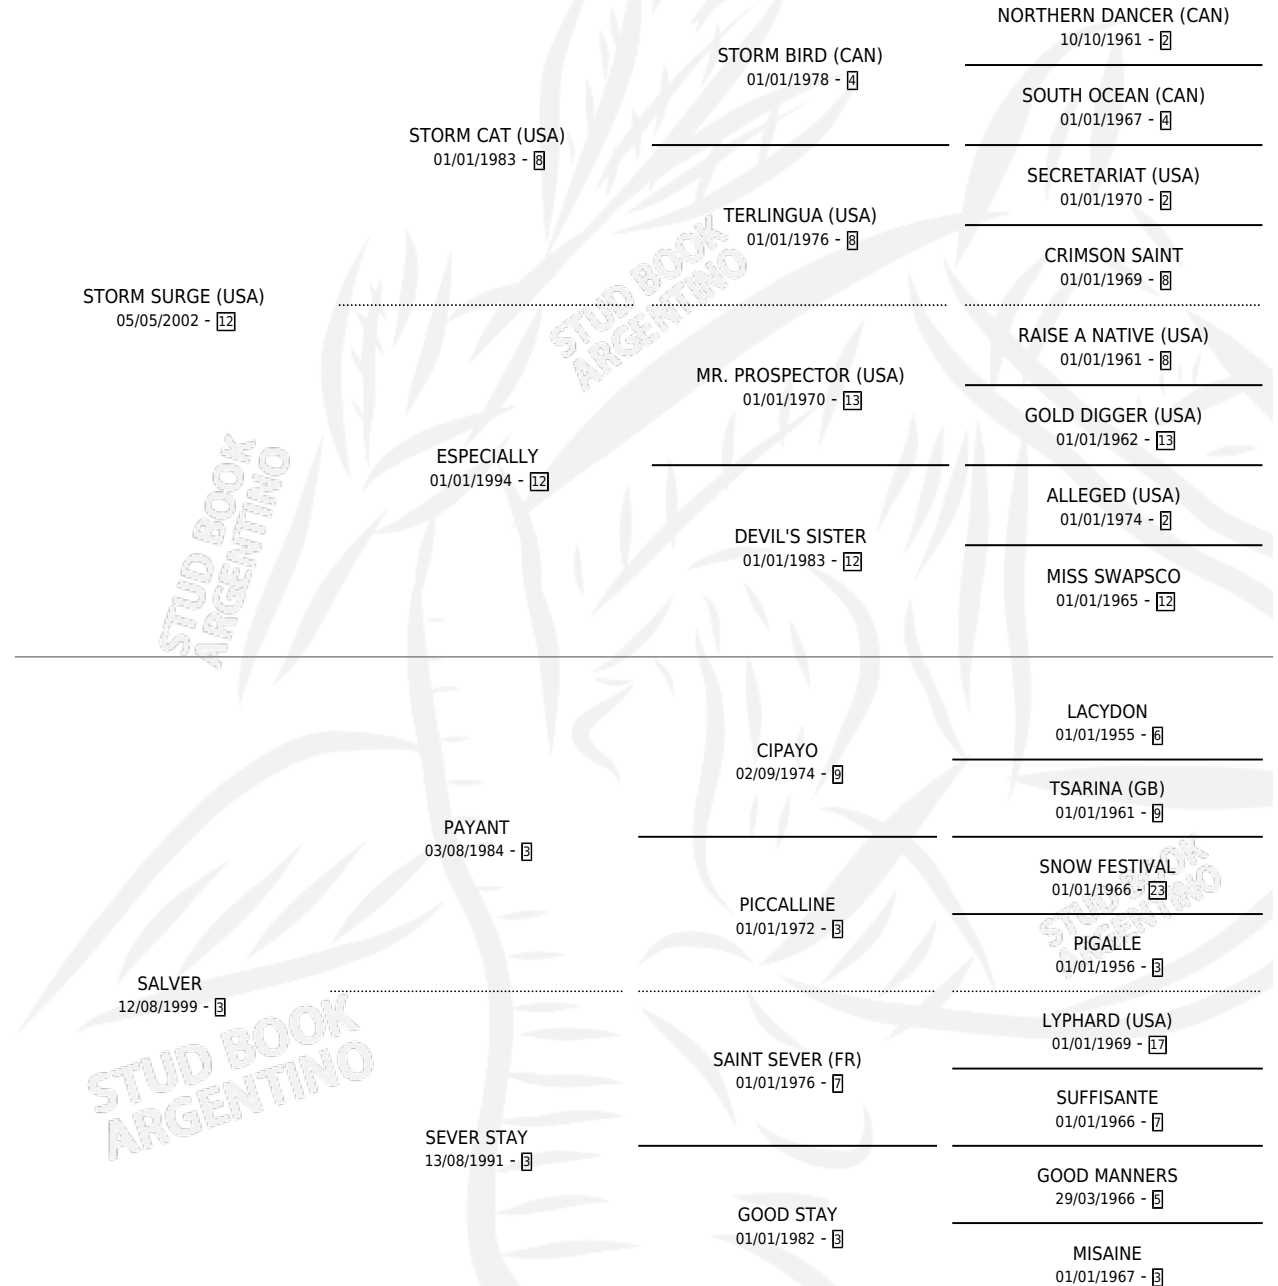 NORTHERN DANCER (CAN)
10/10/1961 - 2
STORM BIRD (CAN)
01/01/1978 - 4
SOUTH OCEAN (CAN)
01/01/1967 - 4
STORM CAT (USA)
01/01/1983 - 8
SECRETARIAT (USA)
01/01/1970 - 2
TERLINGUA (USA)
01/01/1976 - 8
CRIMSON SAINT
01/01/1969 - 8
STORM SURGE (USA)
05/05/2002 - 12
RAISE A NATIVE (USA)
01/01/1961 - 8
MR. PROSPECTOR (USA)
01/01/1970 - 13
GOLD DIGGER (USA)
01/01/1962 - 13
ESPECIALLY
01/01/1994 - 12
ALLEGED (USA)
01/01/1974 - 2
DEVIL'S SISTER
01/01/1983 - 12
MISS SWAPSCO
01/01/1965 - 12
LACYDON
01/01/1955 - 6
CIPAYO
02/09/1974 - 9
TSARINA (GB)
01/01/1961 - 9
PAYANT
03/08/1984 - 3
SNOW FESTIVAL
01/01/1966 - 23
PICCALLINE
01/01/1972 - 3
PIGALLE
01/01/1956 - 3
SALVER
12/08/1999 - 3
LYPHARD (USA)
01/01/1969 - 17
SAINT SEVER (FR)
01/01/1976 - 7
SUFFISANTE
01/01/1966 - 7
SEVER STAY
13/08/1991 - 3
GOOD MANNERS
29/03/1966 - 5
GOOD STAY
01/01/1982 - 3
MISAINE
01/01/1967 - 3
STUD BOOK
ARGENTINO
STUD BOOK
ARGENTINO
STUD BOOK
ARGENTINO
STUD BOOK
ARGENTINO